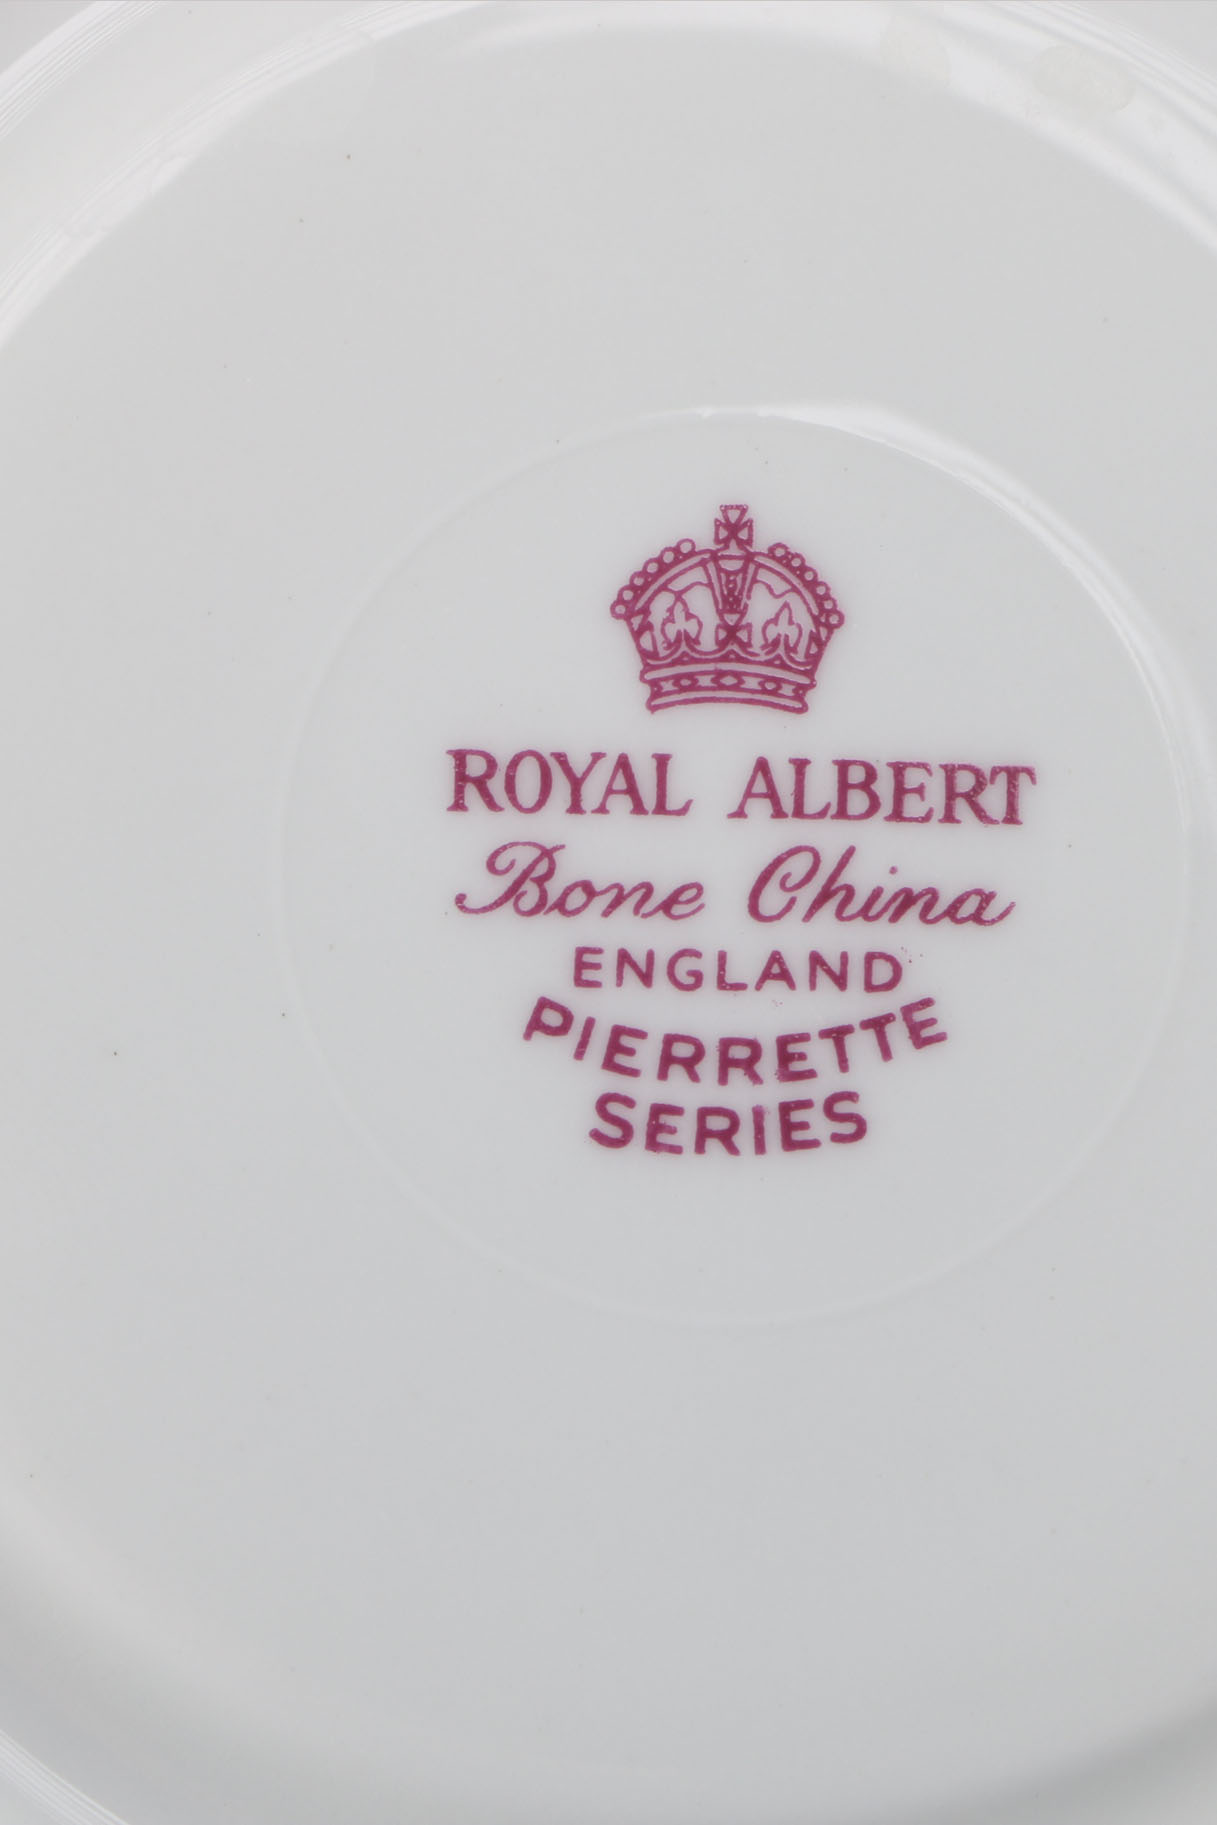 ROYAL ALBERT
Bone China
ENGLAND
PIERRETTE
SERIES